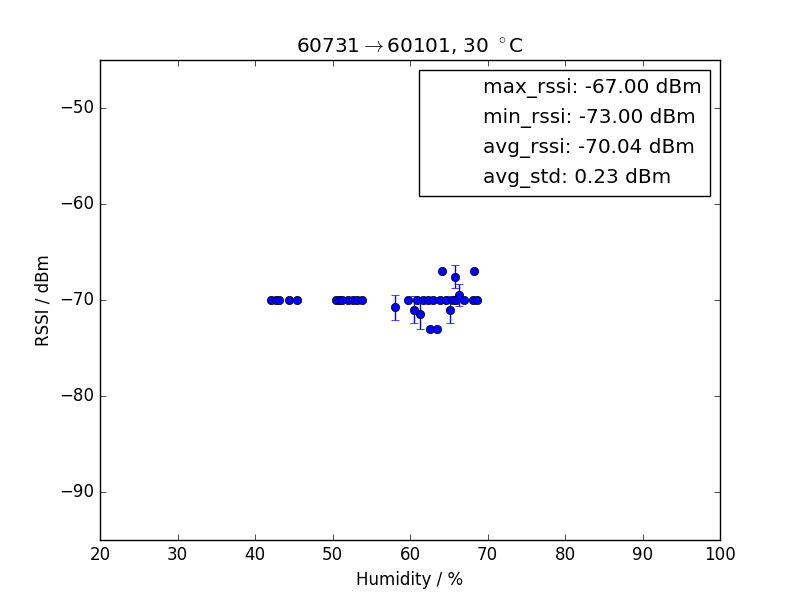 60731→60101, 30 °C
max_rssi: -67.00 dBm
min_rssi: -73.00 dBm
avg_rssi: -70.04 dBm
avg_std: 0.23 dBm
−50
−60
−70
−80
−90
RSSI / dBm
20 30 40 50 60 70 80 90 100
Humidity / %